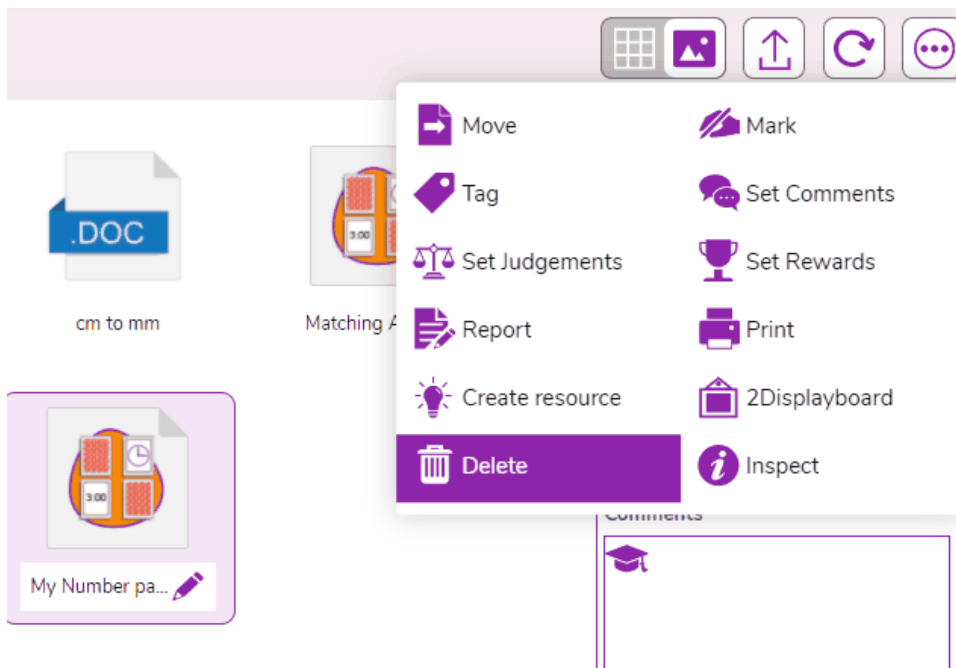 Move
Mark
Tag
Set Comments
Set Judgements
Set Rewards
Report
Print
Create resource
2Displayboard
Delete
Inspect
.DOC
3:00
cm to mm
Matching A
3:00
My Number pa...
Comments